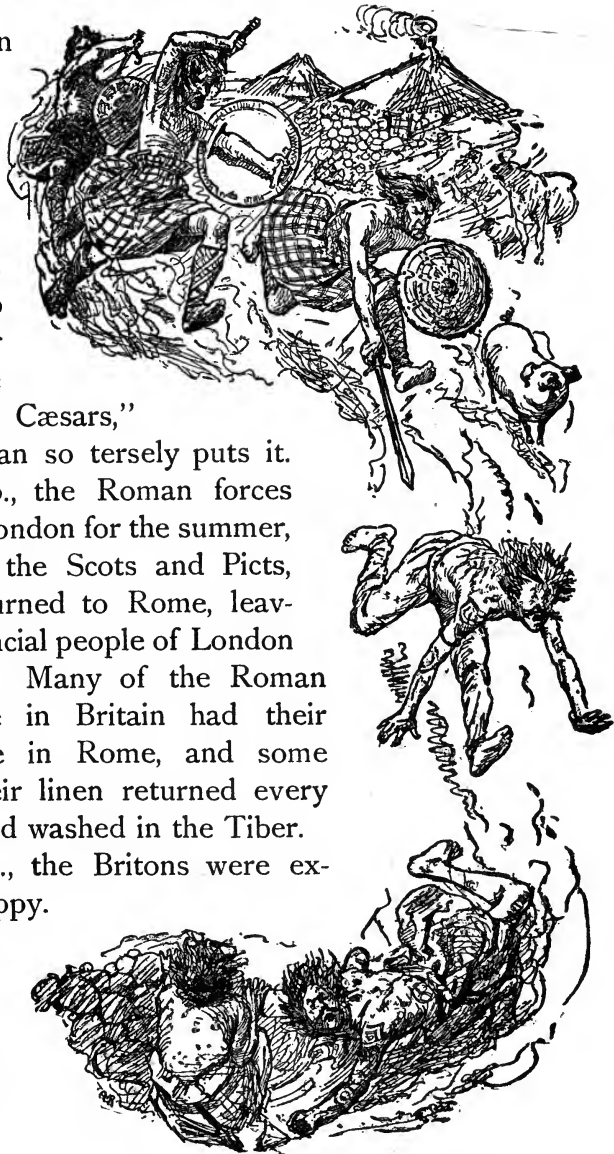 n
Cæsars,"
an so tersely puts it.
., the Roman forces
ondon for the summer,
the Scots and Picts,
urned to Rome, leav-
ncial people of London
Many of the Roman
e in Britain had their
e in Rome, and some
eir linen returned every
d washed in the Tiber.
., the Britons were ex-
ppy.